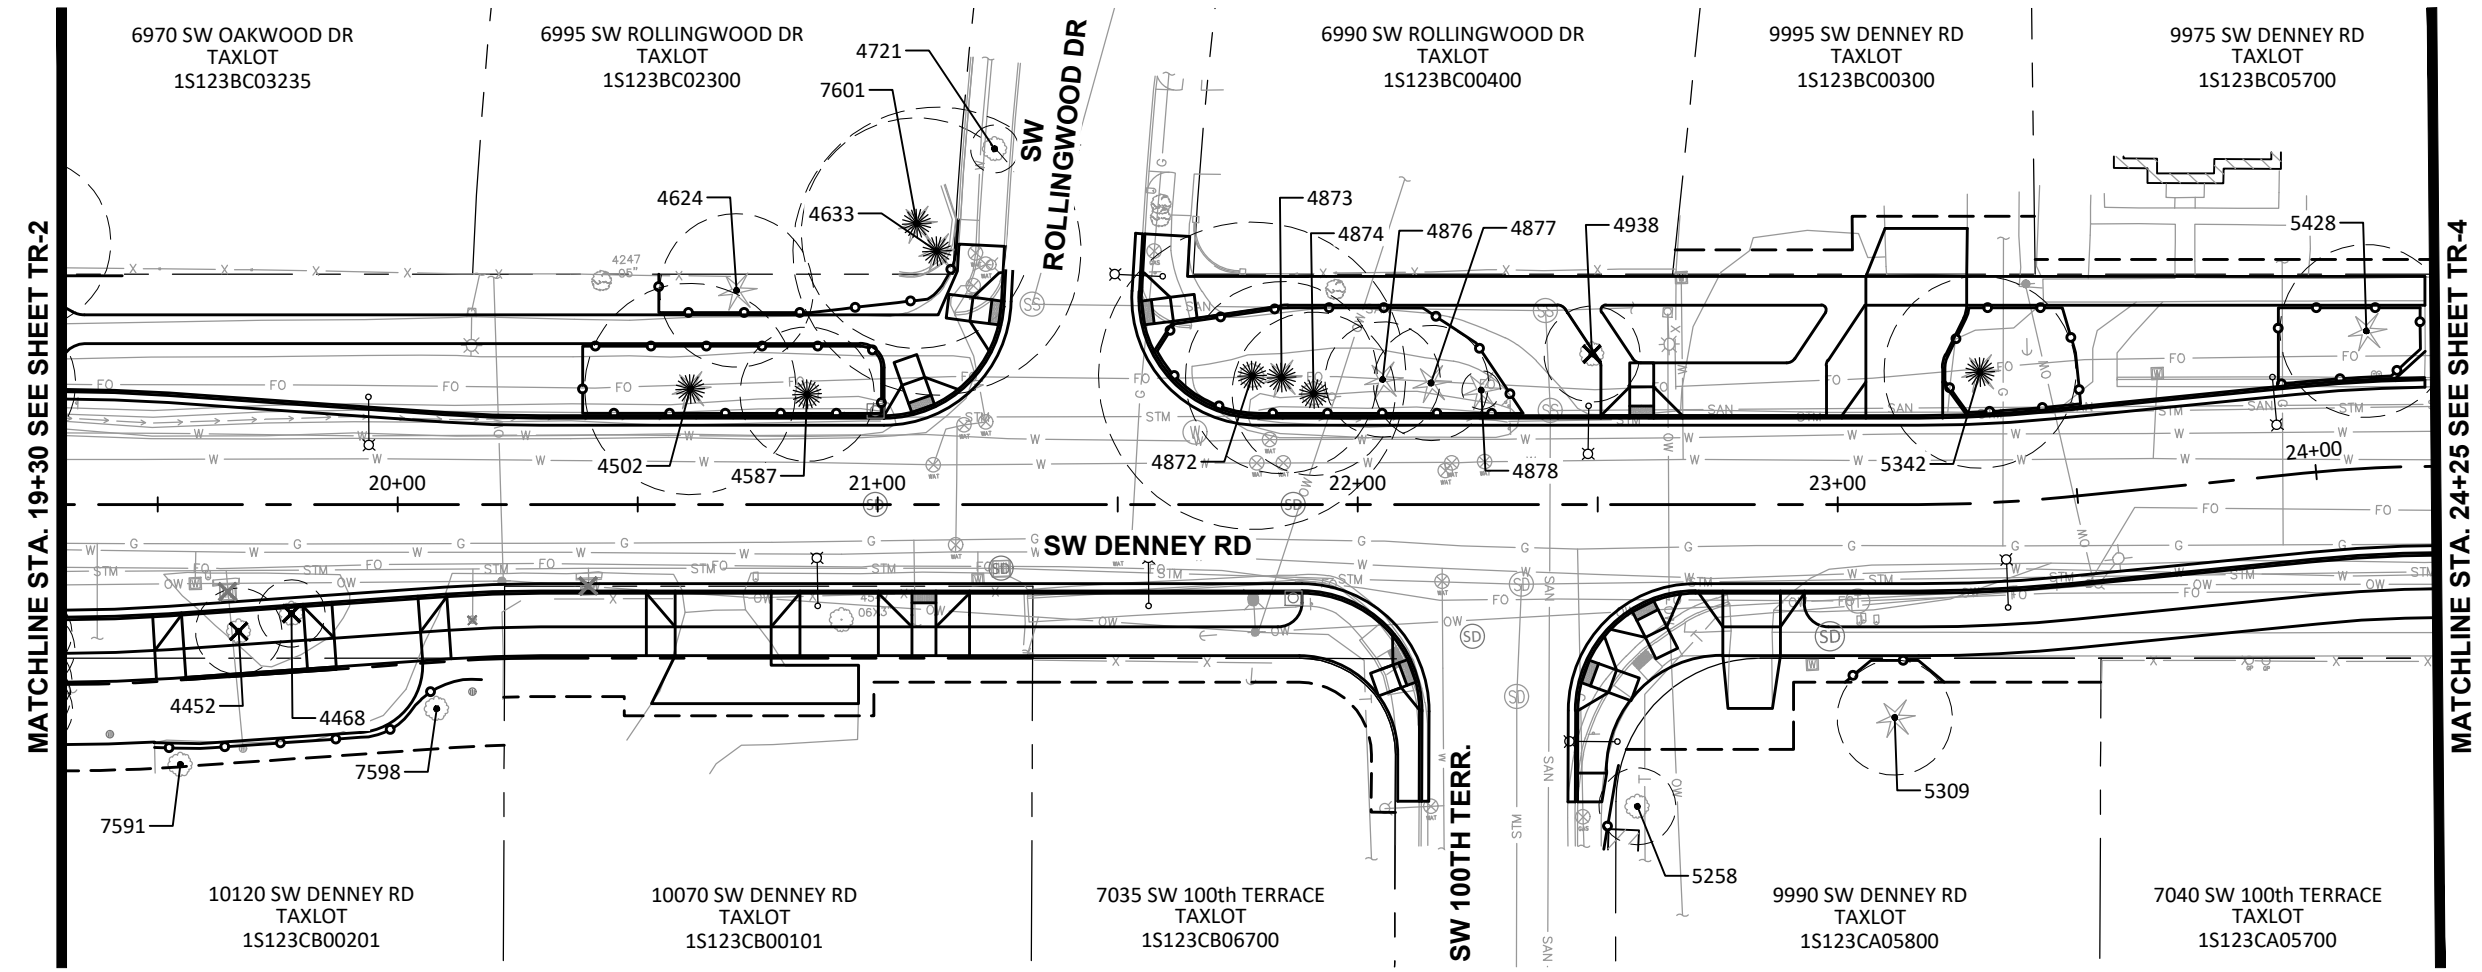 6970 SW OAKWOOD DR
TAXLOT
1S123BC03235
6995 SW ROLLINGWOOD DR
TAXLOT
1S123BC02300
6990 SW ROLLINGWOOD DR
TAXLOT
1S123BC00400
9995 SW DENNEY RD
TAXLOT
1S123BC00300
9975 SW DENNEY RD
TAXLOT
1S123BC05700
4721
7601
4624
4633
SW
ROLLINGWOOD DR
4873
4874
4876
4877
4938
5428
4247
05"
MATCHLINE STA. 19+30 SEE SHEET TR-2
MATCHLINE STA. 24+25 SEE SHEET TR-4
4502
4587
4872
4878
5342
20+00
21+00
22+00
23+00
24+00
SW DENNEY RD
4452
4468
7598
7591
5309
5258
SW 100TH TERR.
10120 SW DENNEY RD
TAXLOT
1S123CB00201
10070 SW DENNEY RD
TAXLOT
1S123CB00101
7035 SW 100th TERRACE
TAXLOT
1S123CB06700
9990 SW DENNEY RD
TAXLOT
1S123CA05800
7040 SW 100th TERRACE
TAXLOT
1S123CA05700